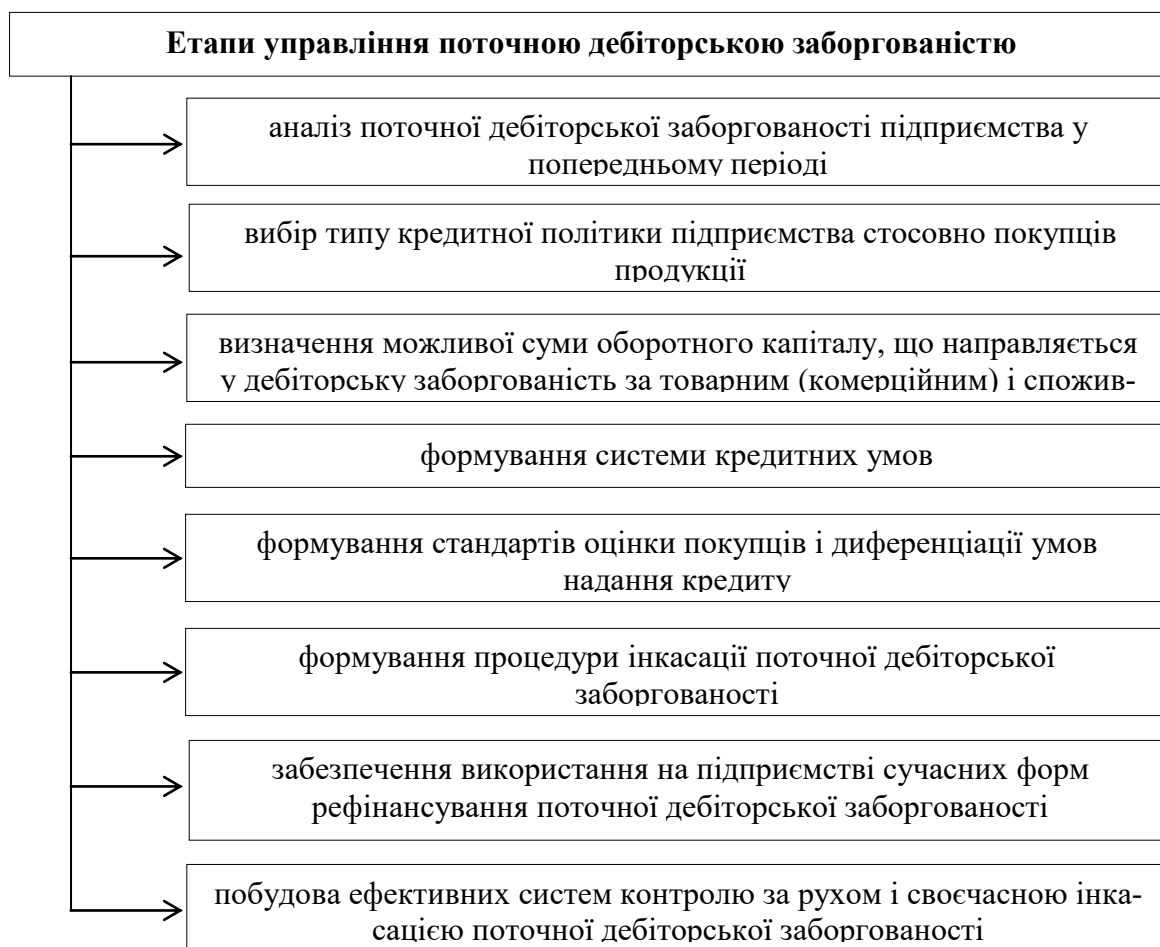 Етапи управління поточною дебіторською заборгованістю
аналіз поточної дебіторської заборгованості підприємства у
попередньому періоді
вибір типу кредитної політики підприємства стосовно покупців
продукції
визначення можливої суми оборотного капіталу, що направляється
у дебіторську заборгованість за товарним (комерційним) і спожив-
формування системи кредитних умов
формування стандартів оцінки покупців і диференціації умов
надання кредиту
формування процедури інкасації поточної дебіторської
заборгованості
забезпечення використання на підприємстві сучасних форм
рефінансування поточної дебіторської заборгованості
побудова ефективних систем контролю за рухом і своєчасною інка-
сацією поточної дебіторської заборгованості